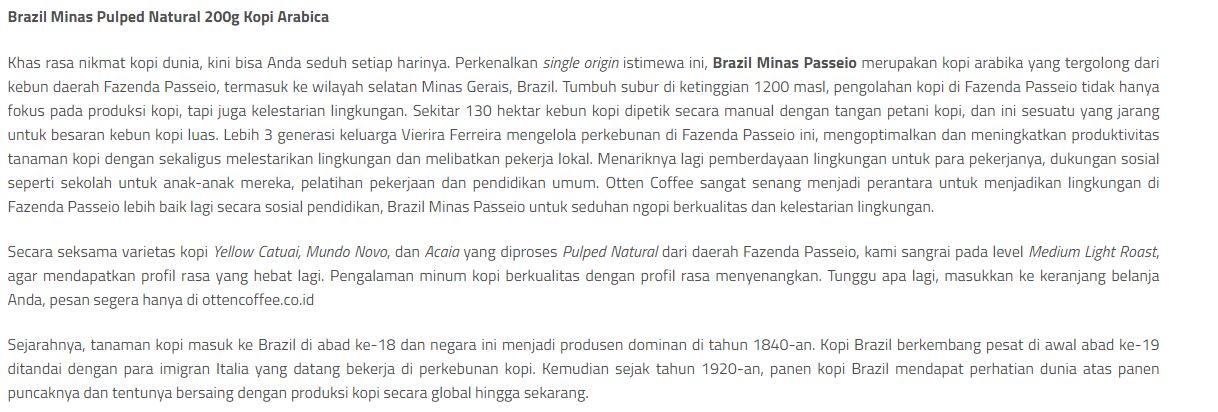 Brazil Minas Pulped Natural 200g Kopi Arabica
Khas rasa nikmat kopi dunia, kini bisa Anda seduh setiap harinya. Perkenalkan single origin istimewa ini, Brazil Minas Passeio merupakan kopi arabika yang tergolong dari
kebun daerah Fazenda Passeio, termasuk ke wilayah selatan Minas Gerais, Brazil. Tumbuh subur di ketinggian 1200 masl, pengolahan kopi di Fazenda Passeio tidak hanya
fokus pada produksi kopi, tapi juga kelestarian lingkungan. Sekitar 130 hektar kebun kopi dipetik secara manual dengan tangan petani kopi, dan ini sesuatu yang jarang
untuk besaran kebun kopi luas. Lebih 3 generasi keluarga Vierira Ferreira mengelola perkebunan di Fazenda Passeio ini, mengoptimalkan dan meningkatkan produktivitas
tanaman kopi dengan sekaligus melestarikan lingkungan dan melibatkan pekerja lokal. Menariknya lagi pemberdayaan lingkungan untuk para pekerjanya, dukungan sosial
seperti sekolah untuk anak-anak mereka, pelatihan pekerjaan dan pendidikan umum. Otten Coffee sangat senang menjadi perantara untuk menjadikan lingkungan di
Fazenda Passeio lebih baik lagi secara sosial pendidikan, Brazil Minas Passeio untuk seduhan ngopi berkualitas dan kelestarian lingkungan.
Secara seksama varietas kopi Yellow Catuai, Mundo Novo, dan Acaia yang diproses Pulped Natural dari daerah Fazenda Passeio, kami sangrai pada level Medium Light Roast,
agar mendapatkan profil rasa yang hebat lagi. Pengalaman minum kopi berkualitas dengan profil rasa menyenangkan. Tunggu apa lagi, masukkan ke keranjang belanja
Anda, pesan segera hanya di ottencoffee.co.id
Sejarahnya, tanaman kopi masuk ke Brazil di abad ke-18 dan negara ini menjadi produsen dominan di tahun 1840-an. Kopi Brazil berkembang pesat di awal abad ke-19
ditandai dengan para imigran Italia yang datang bekerja di perkebunan kopi. Kemudian sejak tahun 1920-an, panen kopi Brazil mendapat perhatian dunia atas panen
puncaknya dan tentunya bersaing dengan produksi kopi secara global hingga sekarang.